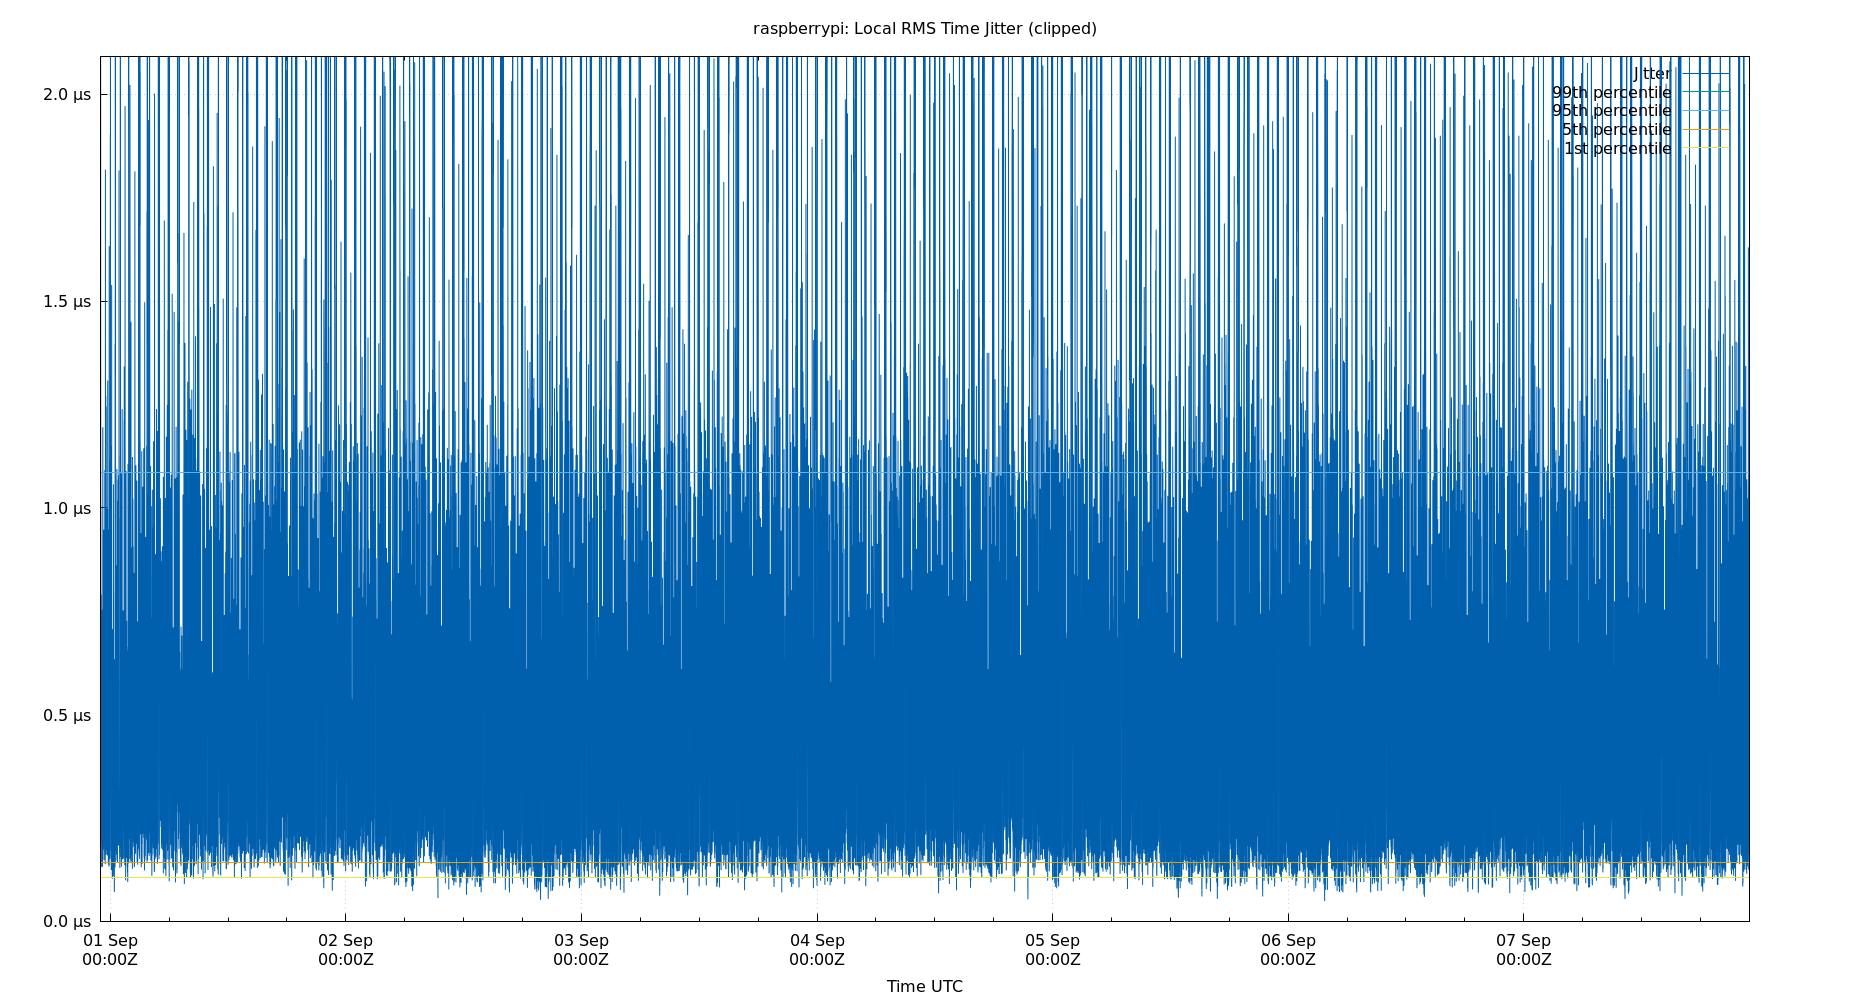 raspberrypi: Local RMS Time Jitter (clipped)
Jitter
99th percentile
95th percentile
5th percentile
1st percentile
2.0 µs
1.5 µs
1.0 µs
0.5 µs
0.0 µs
01 Sep 02 Sep 03 Sep 04 Sep 05 Sep 06 Sep 07 Sep
00:00Z 00:00Z 00:00Z 00:00Z 00:00Z 00:00Z 00:00Z
Time UTC